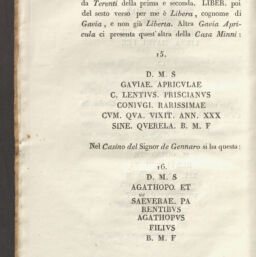 da Terenti della prima e seconda. LIBER. poi
del sesto verso per me è Libera, cognome di
Gavia, e non già Liberta. Altra Gavia Apri-
cula ci presenta quest'altra della Casa Minni:
15.
D. M. S
GAVIAE. APRICVLAE
C. LENTIVS. PRISCIANVS
CONIVGI. RARISSIMAE
CVM. QVA. VIXIT. ANN. XXX
SINE. QVERELA. B. M. F
Nel Casino del Signor de Gennaro si ha questa:
16.
D. M. S
AGATHOPO. ET
SAEVERAE. PA
RENTIBVS
AGATHOPVS
FILIVS
B. M. F